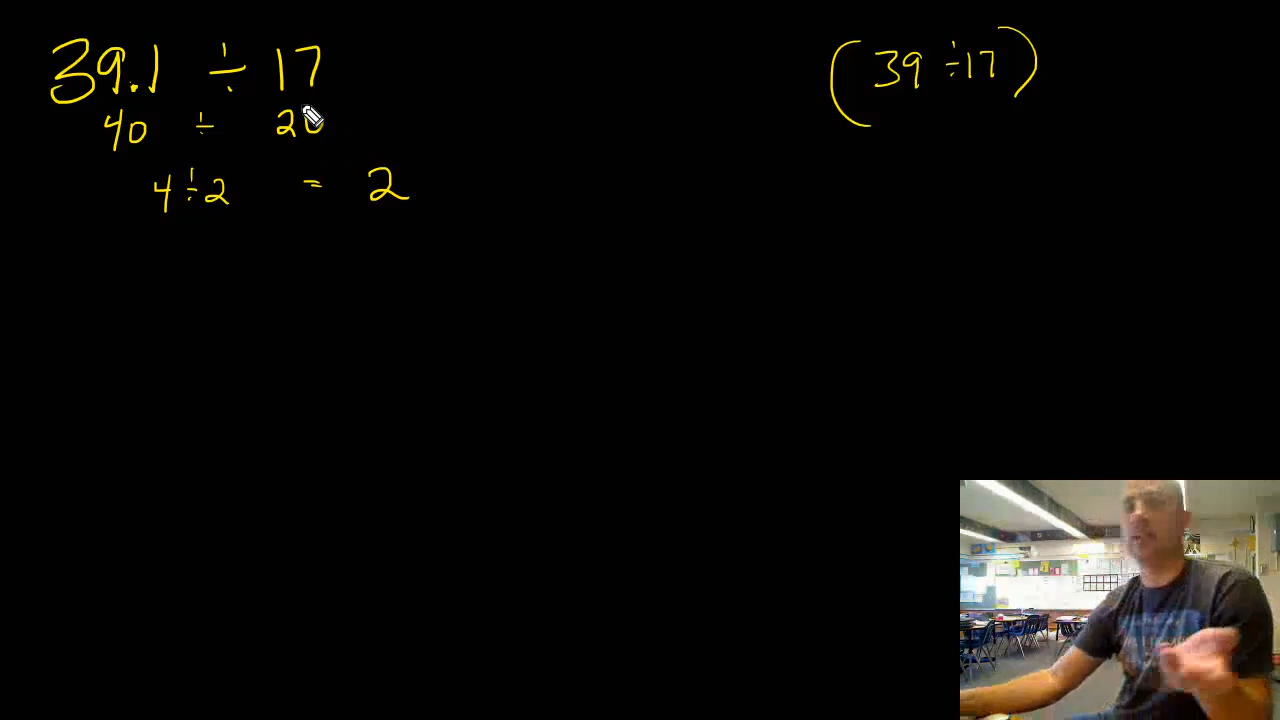 39.1 ÷ 17
(39 ÷ 17)
40 ÷ 20
4 ÷ 2 = 2